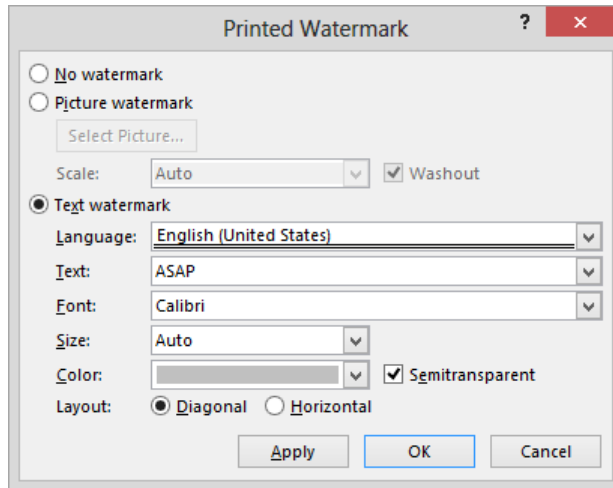 Printed Watermark ?
No watermark
Picture watermark
Select Picture...
Scale: Auto Washout
Text watermark
Language: English (United States)
Text: ASAP
Font: Calibri
Size: Auto
Color: Semitransparent
Layout: Diagonal Horizontal
Apply OK Cancel